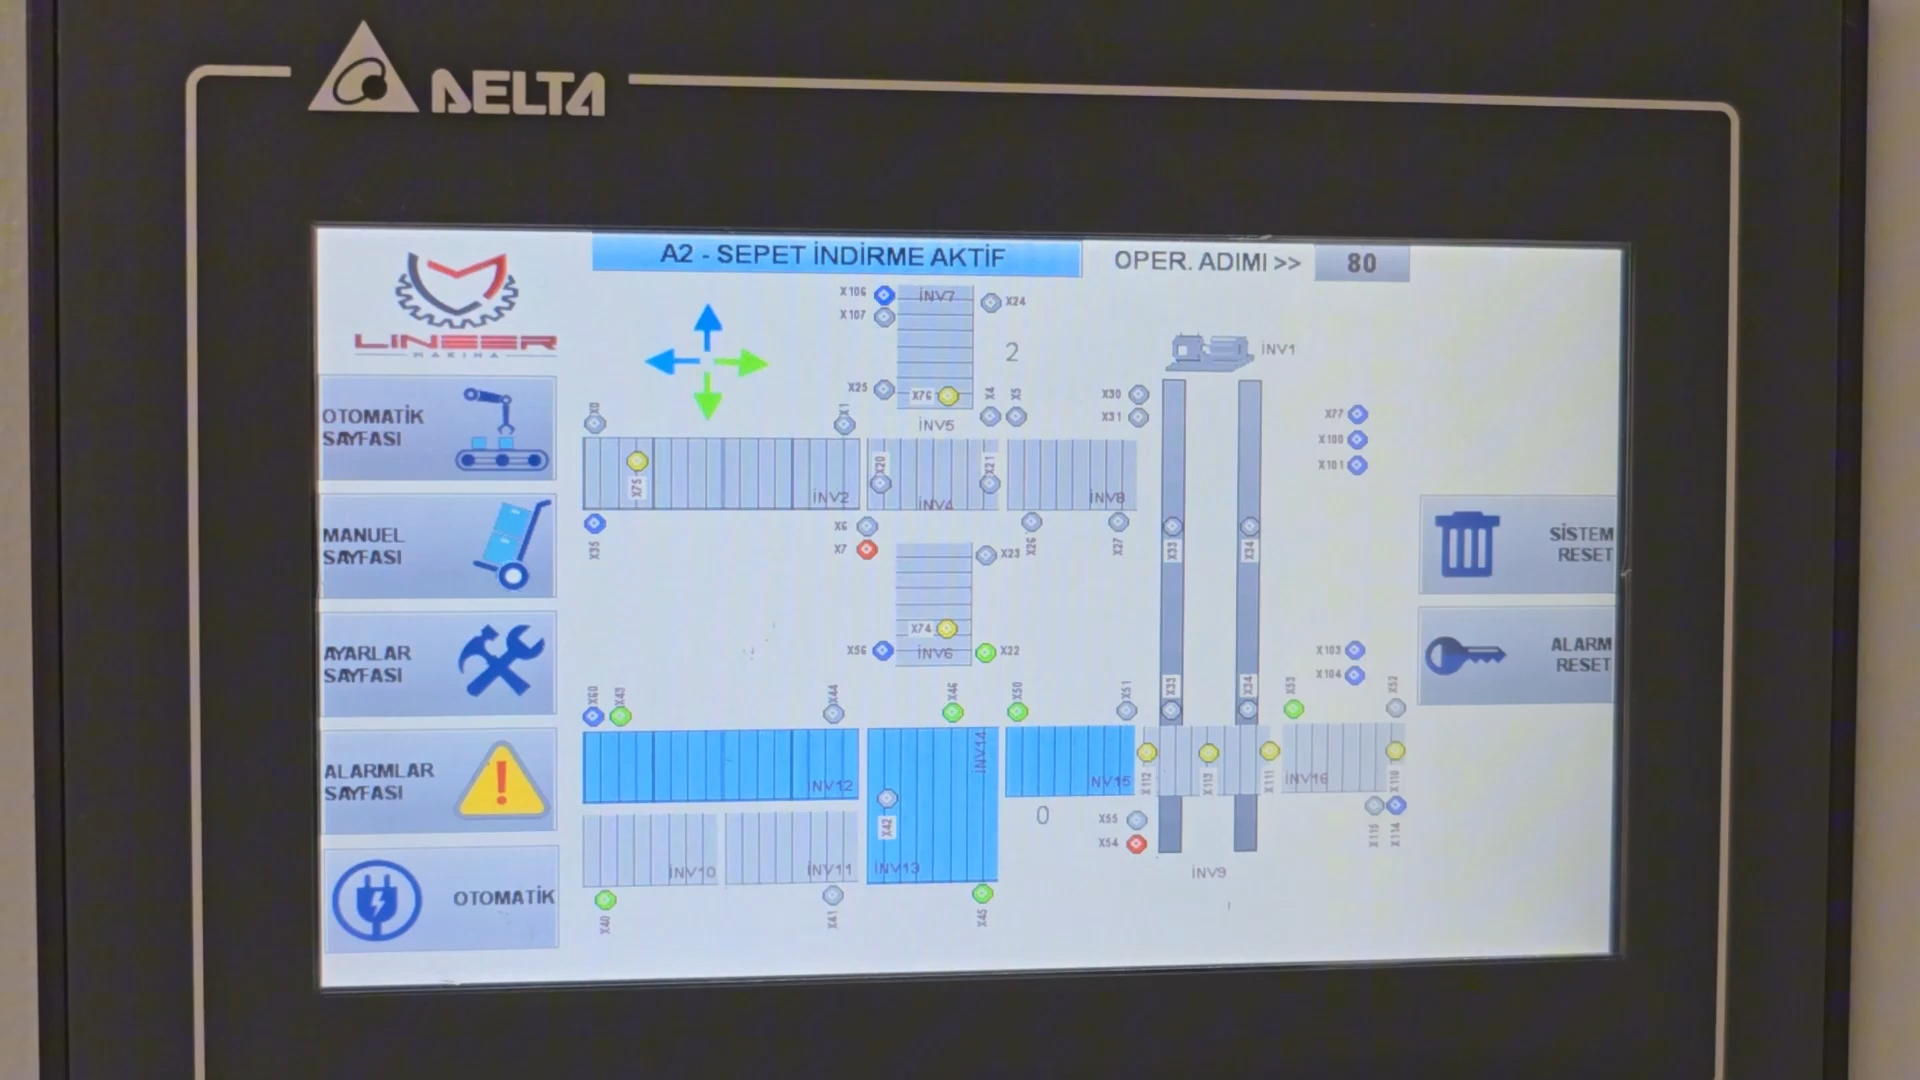 DELTA
A2 - SEPET İNDİRME AKTİF
OPER. ADIMI >> 80
LINEER
MAKINA
OTOMATİK
SAYFASI
MANUEL
SAYFASI
AYARLAR
SAYFASI
ALARMLAR
SAYFASI
OTOMATİK
X106
X107
İNV7
X24
2
X25
X76
X4
X5
İNV5
İNV1
X30
X31
X77
X100
X101
X0
X1
X75
İNV2
X20
İNV4
X21
İNV8
X35
X6
X7
X23
X26
X27
X33
X34
X74
X56
İNV6
X22
X103
X104
X33
X34
X60
X43
X44
X46
X50
X51
X53
X52
İNV12
İNV14
NV15
X112
X113
X111
İNV16
X110
X42
İNV10
İNV11
İNV13
0
X55
X54
X115
X114
İNV9
X40
X41
X45
SİSTEM
RESET
ALARM
RESET